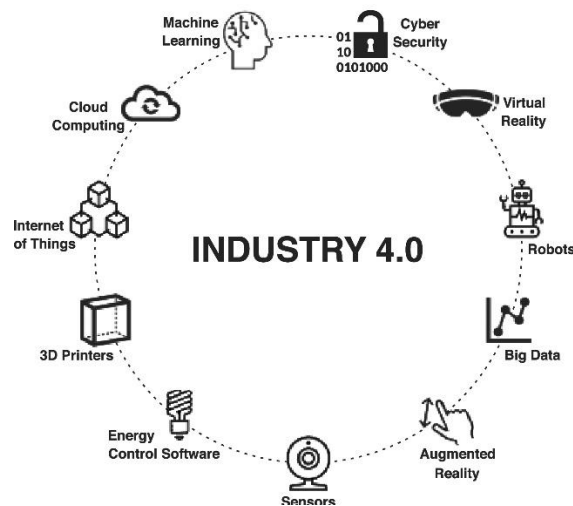 Machine
Learning
01
10
0101000
Cyber
Security
Cloud
Computing
Virtual
Reality
Internet
of Things
INDUSTRY 4.0
Robots
3D Printers
Big Data
Energy
Control Software
Augmented
Reality
Sensors